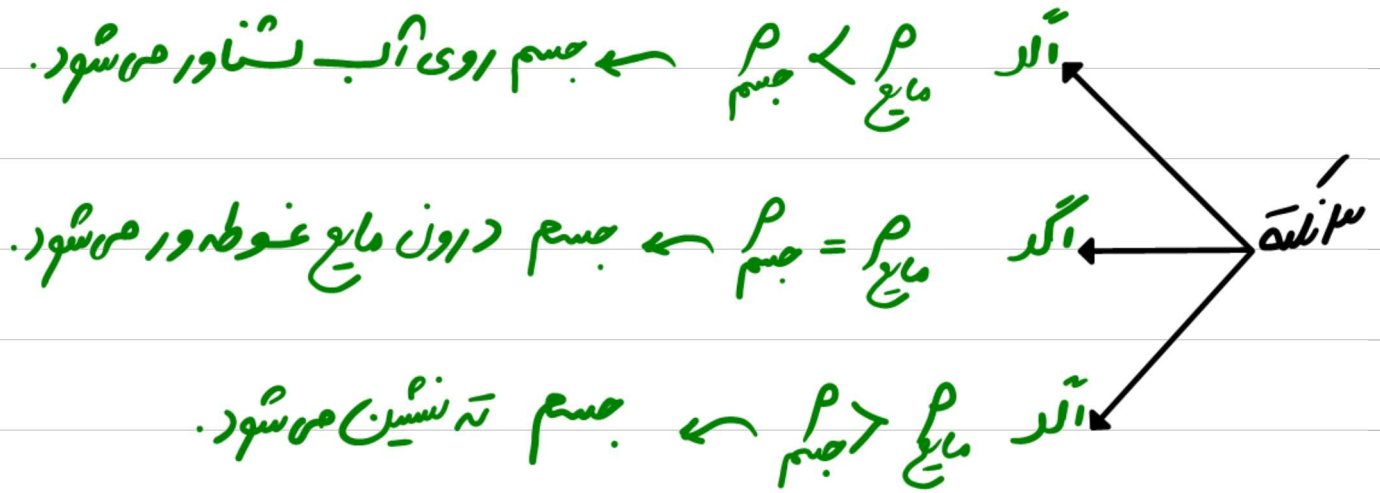 سه نکته
اگر ρ مایع > ρ جسم ← جسم روی آب شناور می‌شود.
اگر ρ مایع = ρ جسم ← جسم درون مایع غوطه‌ور می‌شود.
اگر ρ مایع < ρ جسم ← جسم ته نشین می‌شود.